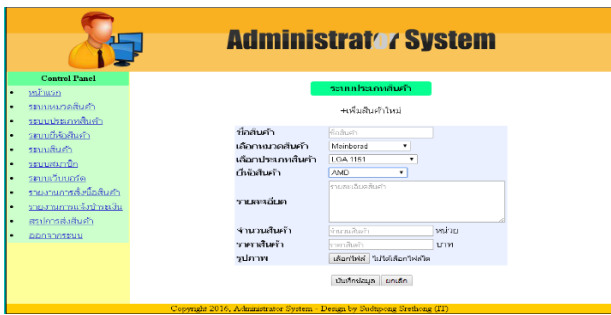 Administrator System
Control Panel
หน้าแรก
ระบบหมวดสินค้า
ระบบประเภทสินค้า
ระบบยี่ห้อสินค้า
ระบบสินค้า
ระบบสมาชิก
ระบบเว็บบอร์ด
รายงานการสั่งซื้อสินค้า
รายงานการแจ้งชำระเงิน
สรุปการส่งสินค้า
ออกจากระบบ
ระบบประเภทสินค้า
+เพิ่มสินค้าใหม่
ชื่อสินค้า ชื่อสินค้า
เลือกหมวดสินค้า Mainborad
เลือกประเภทสินค้า LGA 1151
ยี่ห้อสินค้า AMD
รายละเอียด รายละเอียดสินค้า
จำนวนสินค้า จำนวนสินค้า หน่วย
ราคาสินค้า ราคาสินค้า บาท
รูปภาพ เลือกไฟล์ ไม่ได้เลือกไฟล์ใด
บันทึกข้อมูล ยกเลิก
Copyright 2016, Administrator System - Design by Sudtipong Srethong (IT)